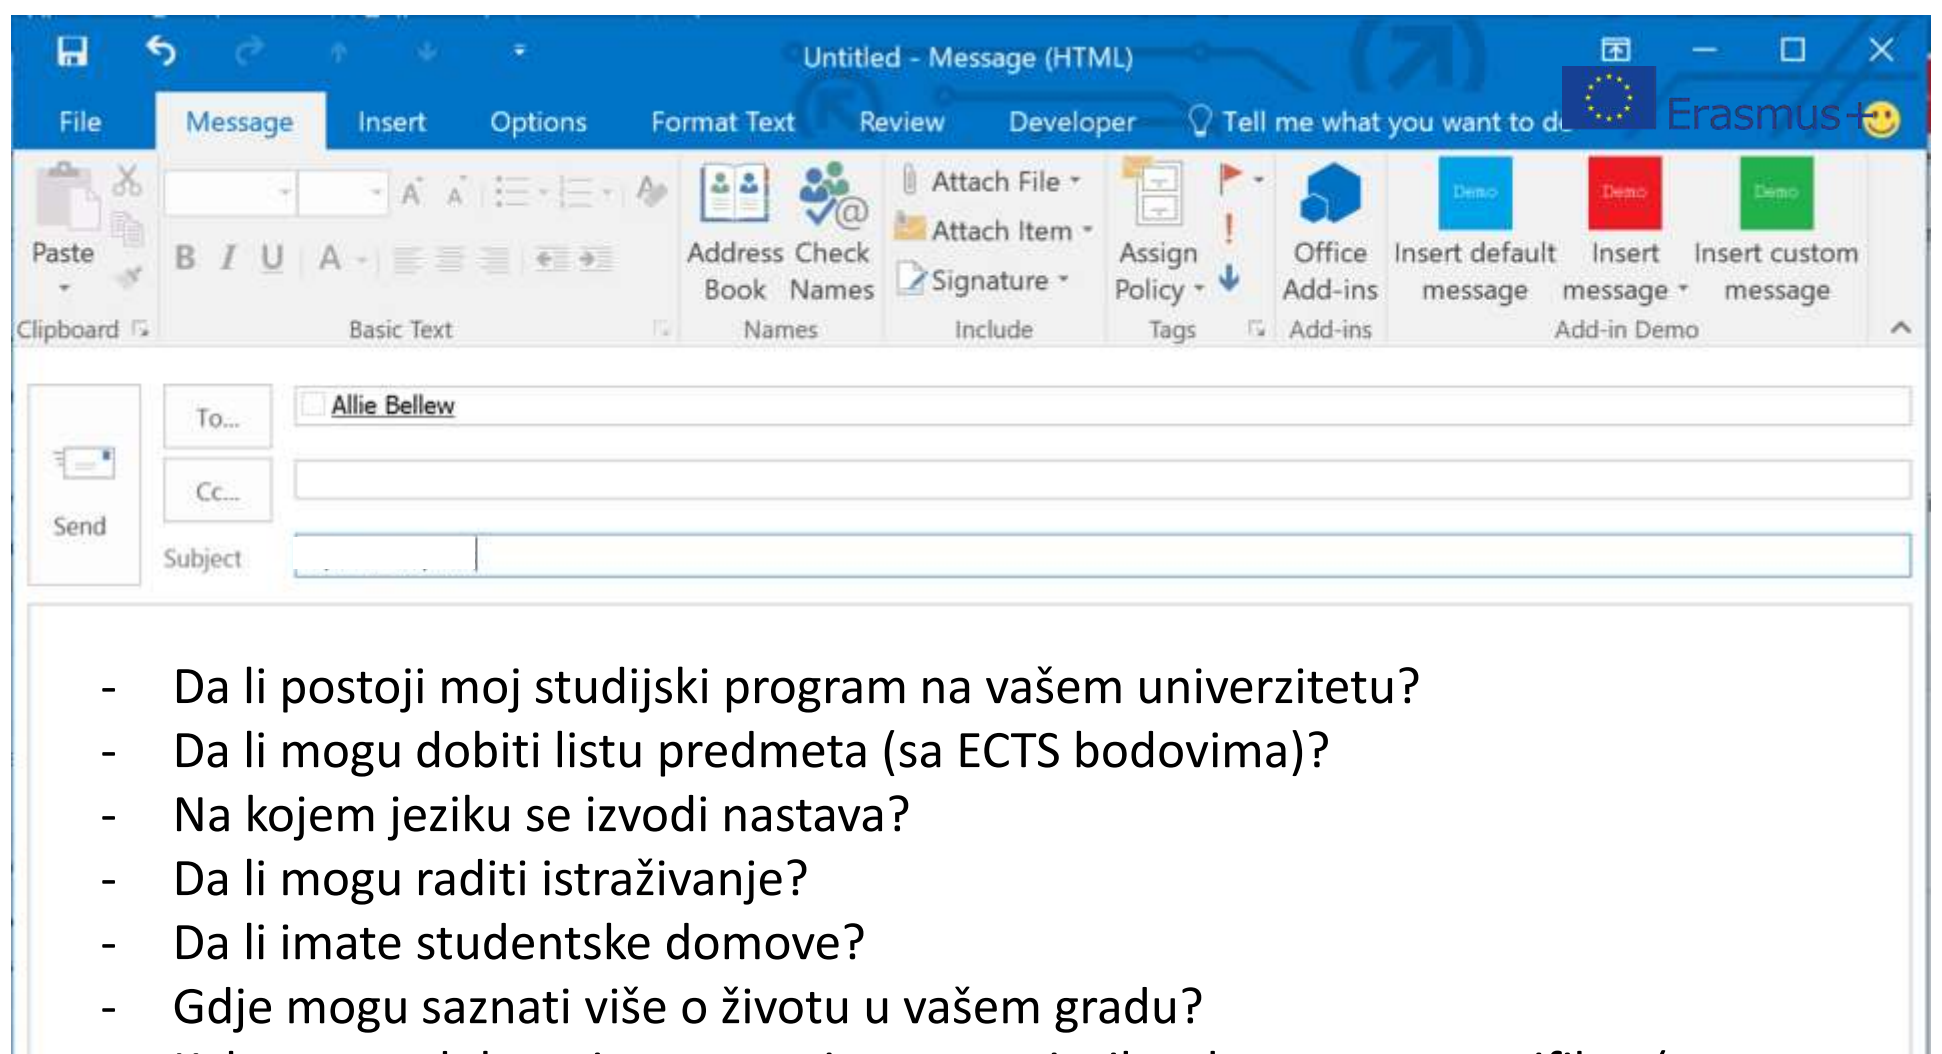 Untitled - Message (HTML)
File Message Insert Options Format Text Review Developer Tell me what you want to do
Erasmus+
Paste
Clipboard
B I U A
Basic Text
Address Book
Check Names
Names
Attach File
Attach Item
Signature
Include
Assign Policy
Tags
Office Add-ins
Add-ins
Demo
Insert default message
Demo
Insert message
Demo
Insert custom message
Add-in Demo
Send
To... Allie Bellew
Cc...
Subject
- Da li postoji moj studijski program na vašem univerzitetu?
- Da li mogu dobiti listu predmeta (sa ECTS bodovima)?
- Na kojem jeziku se izvodi nastava?
- Da li mogu raditi istraživanje?
- Da li imate studentske domove?
- Gdje mogu saznati više o životu u vašem gradu?